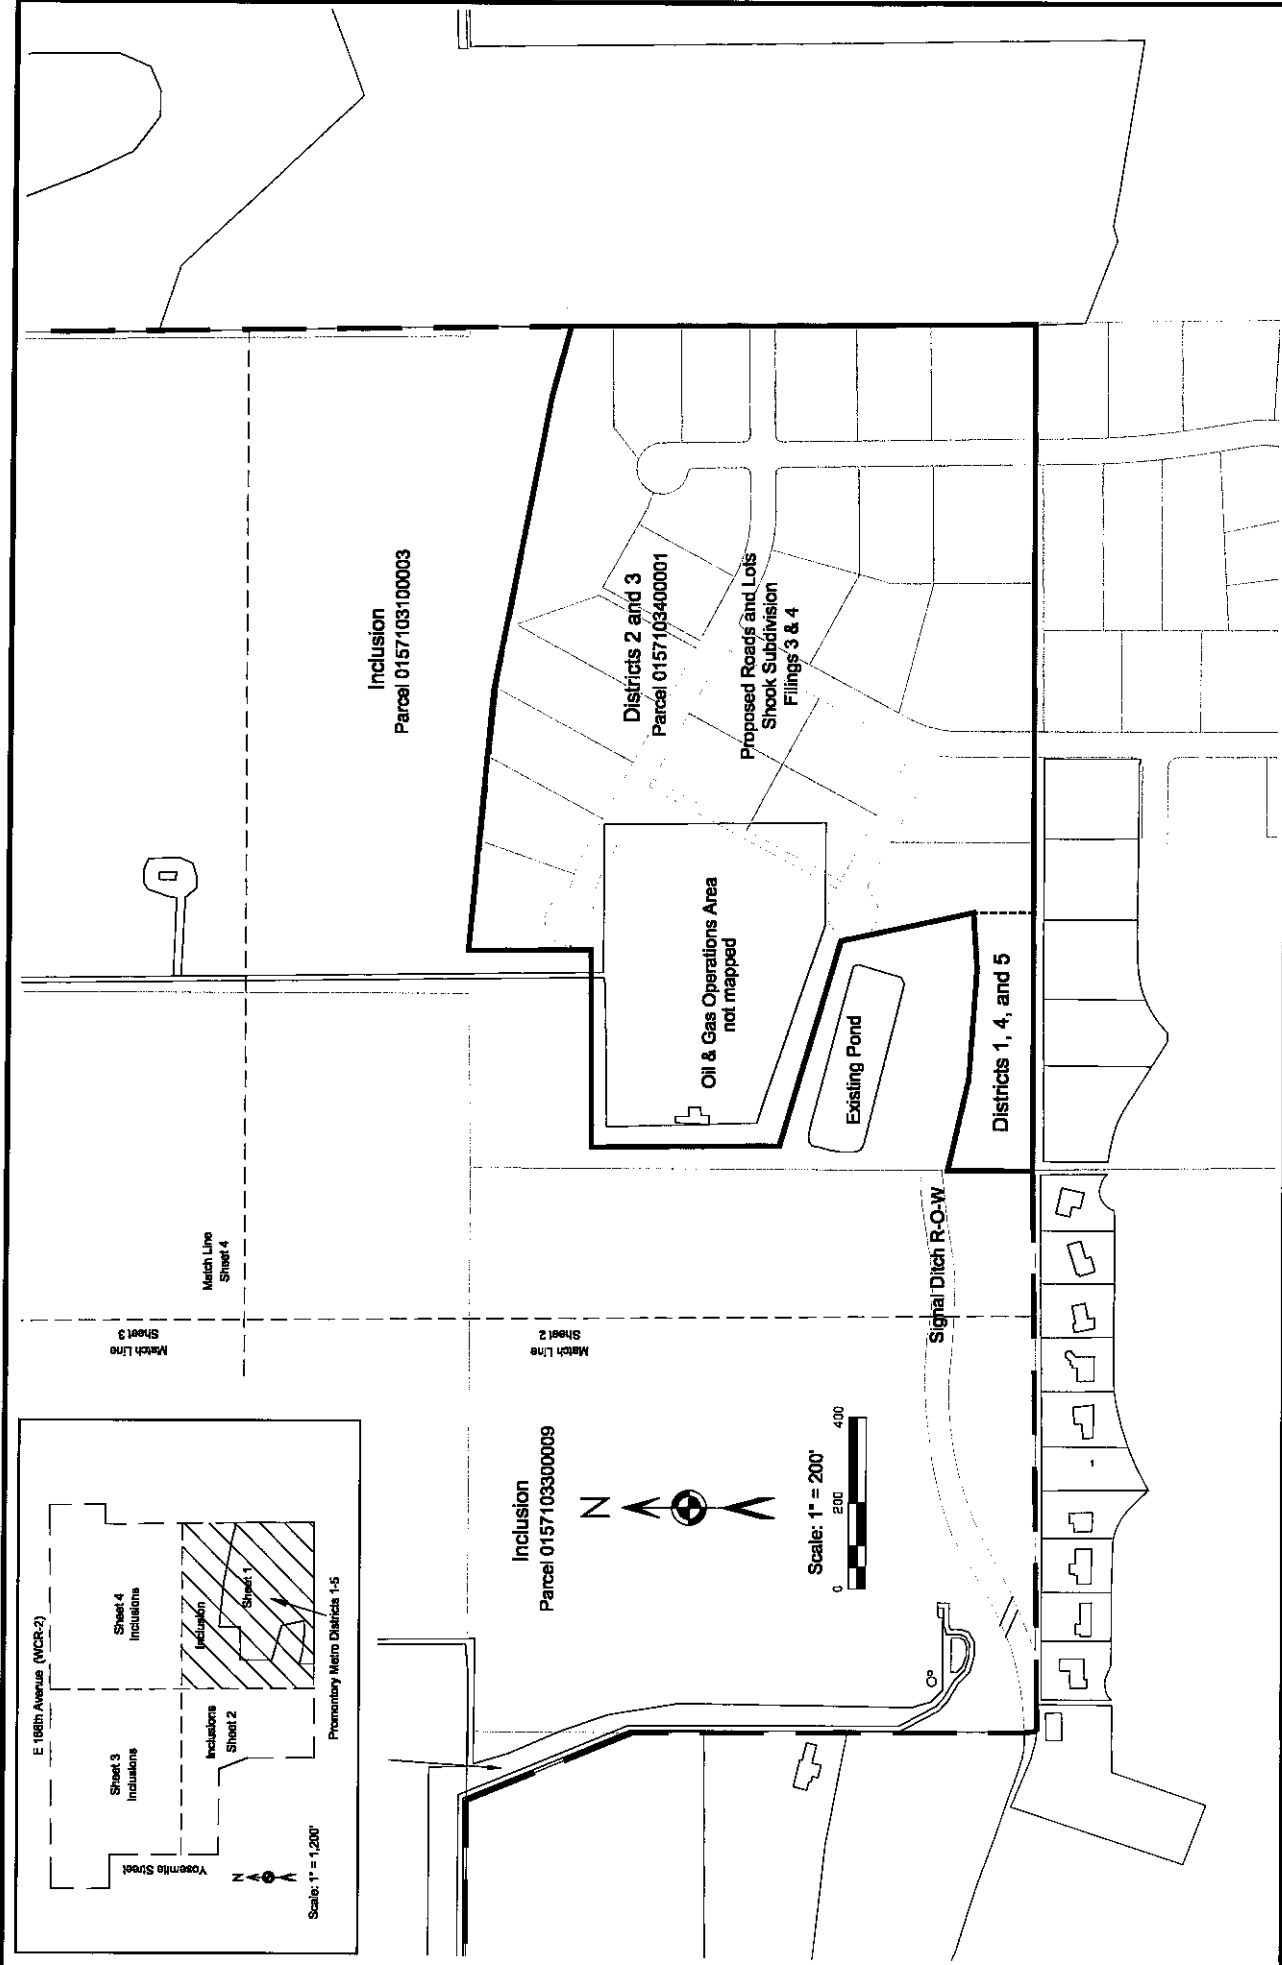 E 168th Avenue (WCR-2)
Sheet 3
Inclusions
Sheet 4
Inclusions
Yosemite Street
Inclusions
Sheet 2
Inclusion
Sheet 1
N
Scale: 1" = 1,200'
Promontory Metro Districts 1-5
Match Line
Sheet 3
Match Line
Sheet 4
Match Line
Sheet 2
Inclusion
Parcel 0157103100003
Inclusion
Parcel 0157103300009
N
Scale: 1" = 200'
0
200
400
Districts 2 and 3
Parcel 0157103400001
Proposed Roads and Lots
Shook Subdivision
Filings 3 & 4
Oil & Gas Operations Area
not mapped
Existing Pond
Signal Ditch R-O-W
Districts 1, 4, and 5